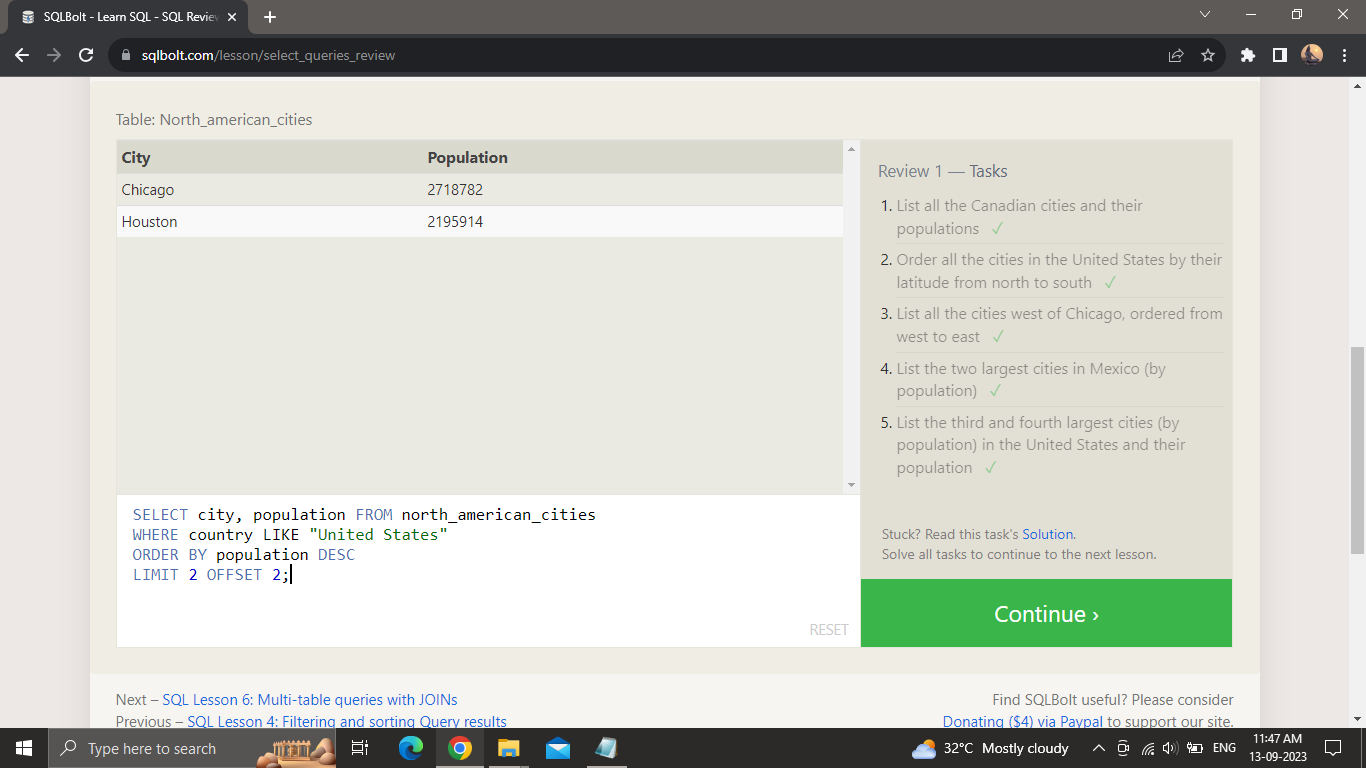 SQLBolt - Learn SQL - SQL Review
sqlbolt.com/lesson/select_queries_review
Table: North_american_cities
City Population
Chicago 2718782
Houston 2195914
Review 1 — Tasks
1. List all the Canadian cities and their
populations ✓
2. Order all the cities in the United States by their
latitude from north to south ✓
3. List all the cities west of Chicago, ordered from
west to east ✓
4. List the two largest cities in Mexico (by
population) ✓
5. List the third and fourth largest cities (by
population) in the United States and their
population ✓
Stuck? Read this task's Solution.
Solve all tasks to continue to the next lesson.
Continue ›
SELECT city, population FROM north_american_cities
WHERE country LIKE "United States"
ORDER BY population DESC
LIMIT 2 OFFSET 2;
RESET
Next – SQL Lesson 6: Multi-table queries with JOINs
Previous – SQL Lesson 4: Filtering and sorting Query results
Find SQLBolt useful? Please consider
Donating ($4) via Paypal to support our site.
Type here to search
32°C Mostly cloudy
ENG
11:47 AM
13-09-2023